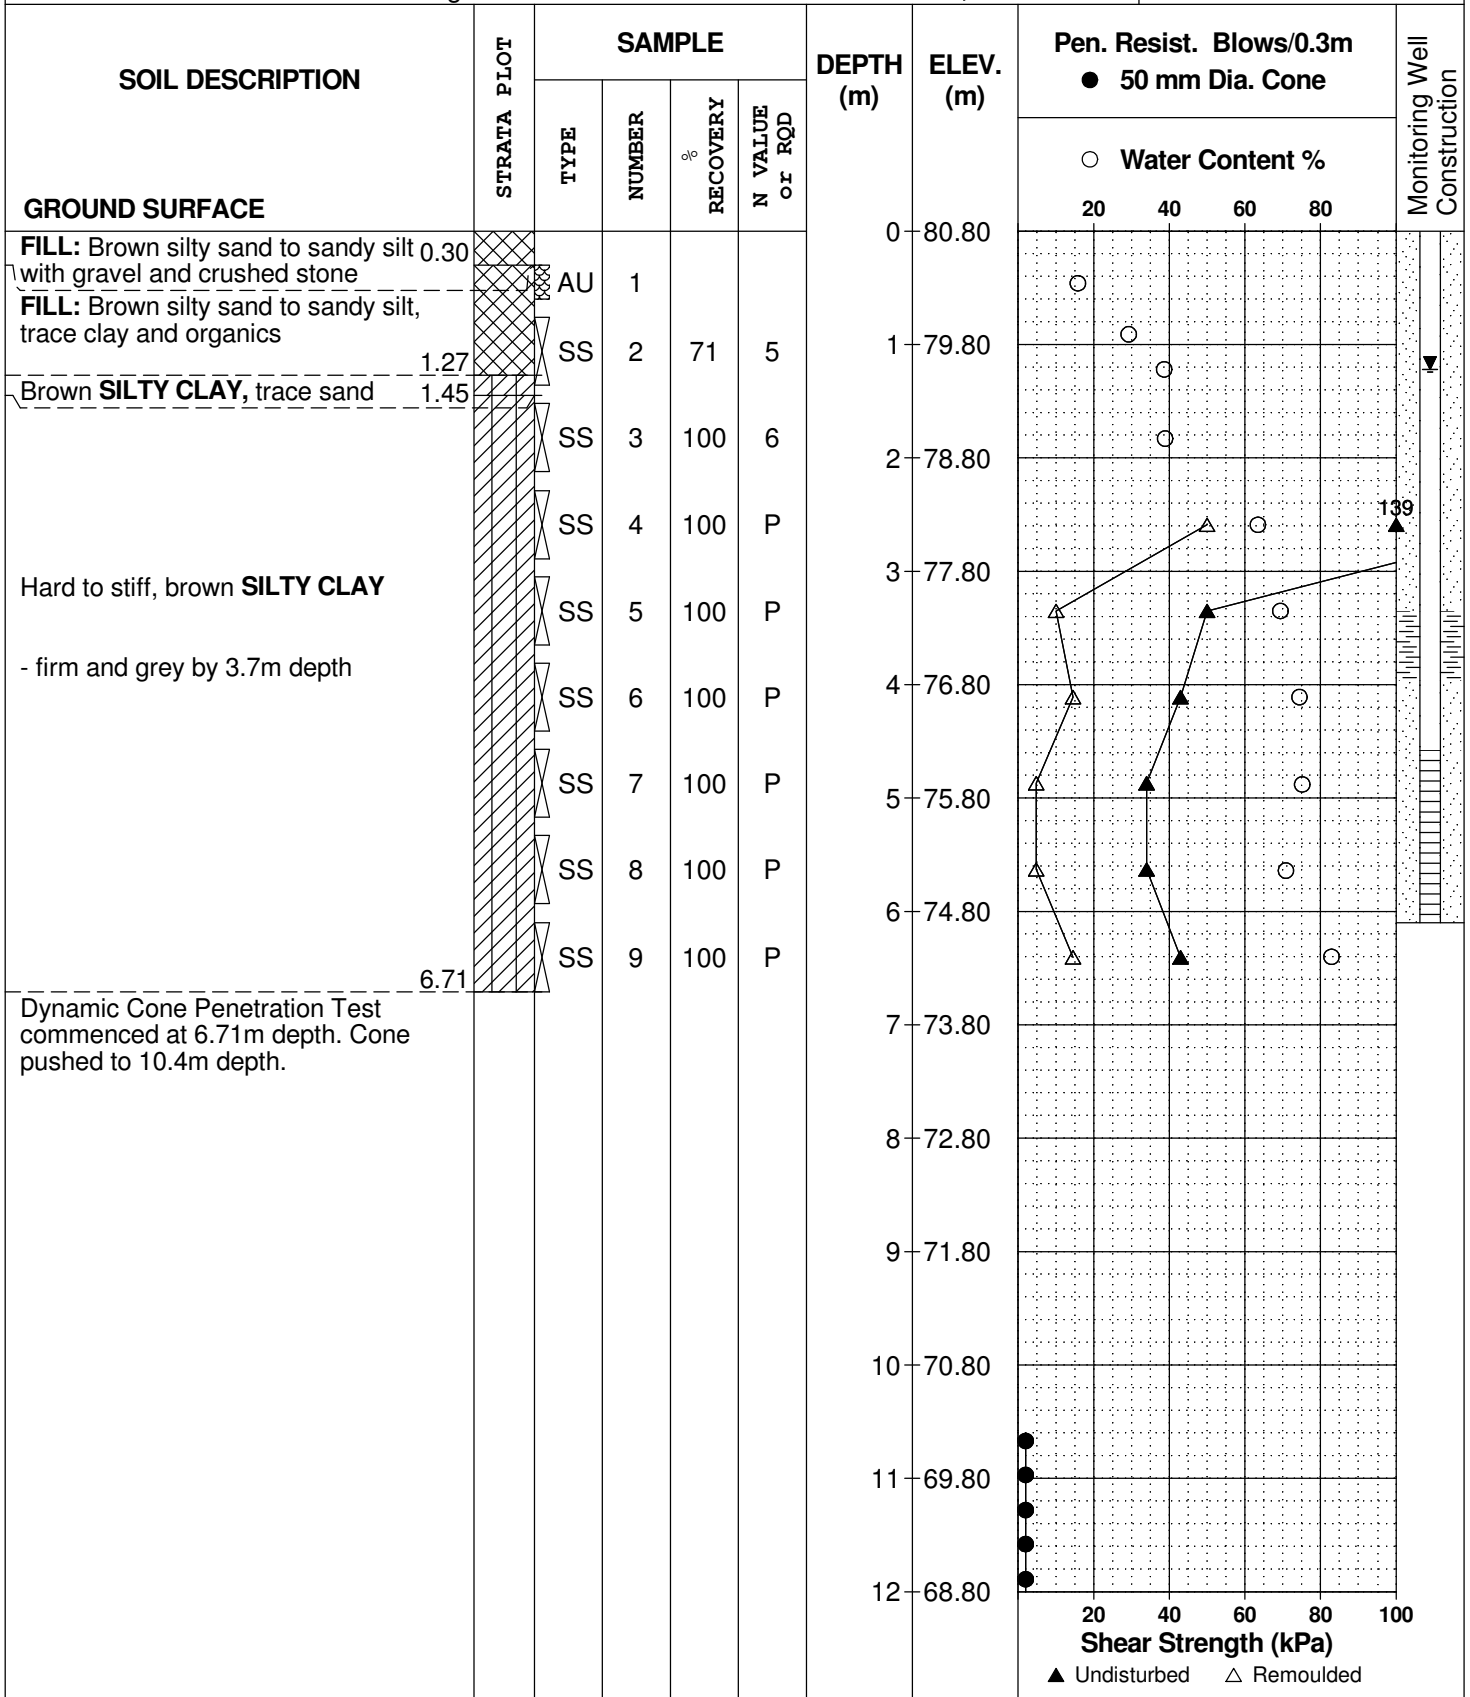 SOIL DESCRIPTION
GROUND SURFACE
STRATA PLOT
SAMPLE
TYPE
NUMBER
% RECOVERY
N VALUE or RQD
DEPTH (m)
ELEV. (m)
Pen. Resist. Blows/0.3m
● 50 mm Dia. Cone
○ Water Content %
20 40 60 80
Monitoring Well Construction
0 80.80
FILL: Brown silty sand to sandy silt 0.30
with gravel and crushed stone
AU 1
FILL: Brown silty sand to sandy silt,
trace clay and organics
1.27
SS 2 71 5
1 79.80
Brown SILTY CLAY, trace sand 1.45
SS 3 100 6
2 78.80
SS 4 100 P
139
3 77.80
Hard to stiff, brown SILTY CLAY
SS 5 100 P
- firm and grey by 3.7m depth
4 76.80
SS 6 100 P
SS 7 100 P
5 75.80
SS 8 100 P
6 74.80
SS 9 100 P
6.71
Dynamic Cone Penetration Test
commenced at 6.71m depth. Cone
pushed to 10.4m depth.
7 73.80
8 72.80
9 71.80
10 70.80
11 69.80
12 68.80
20 40 60 80 100
Shear Strength (kPa)
▲ Undisturbed △ Remoulded